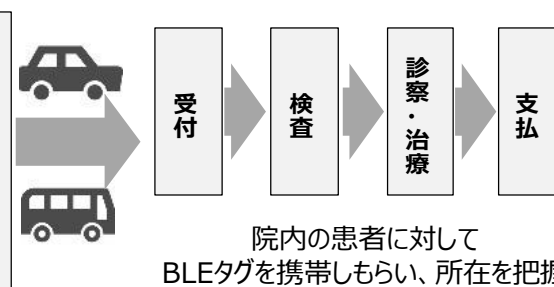 受付
検査
診察・治療
支払
院内の患者に対して
BLEタグを携帯しもらい、所在を把握